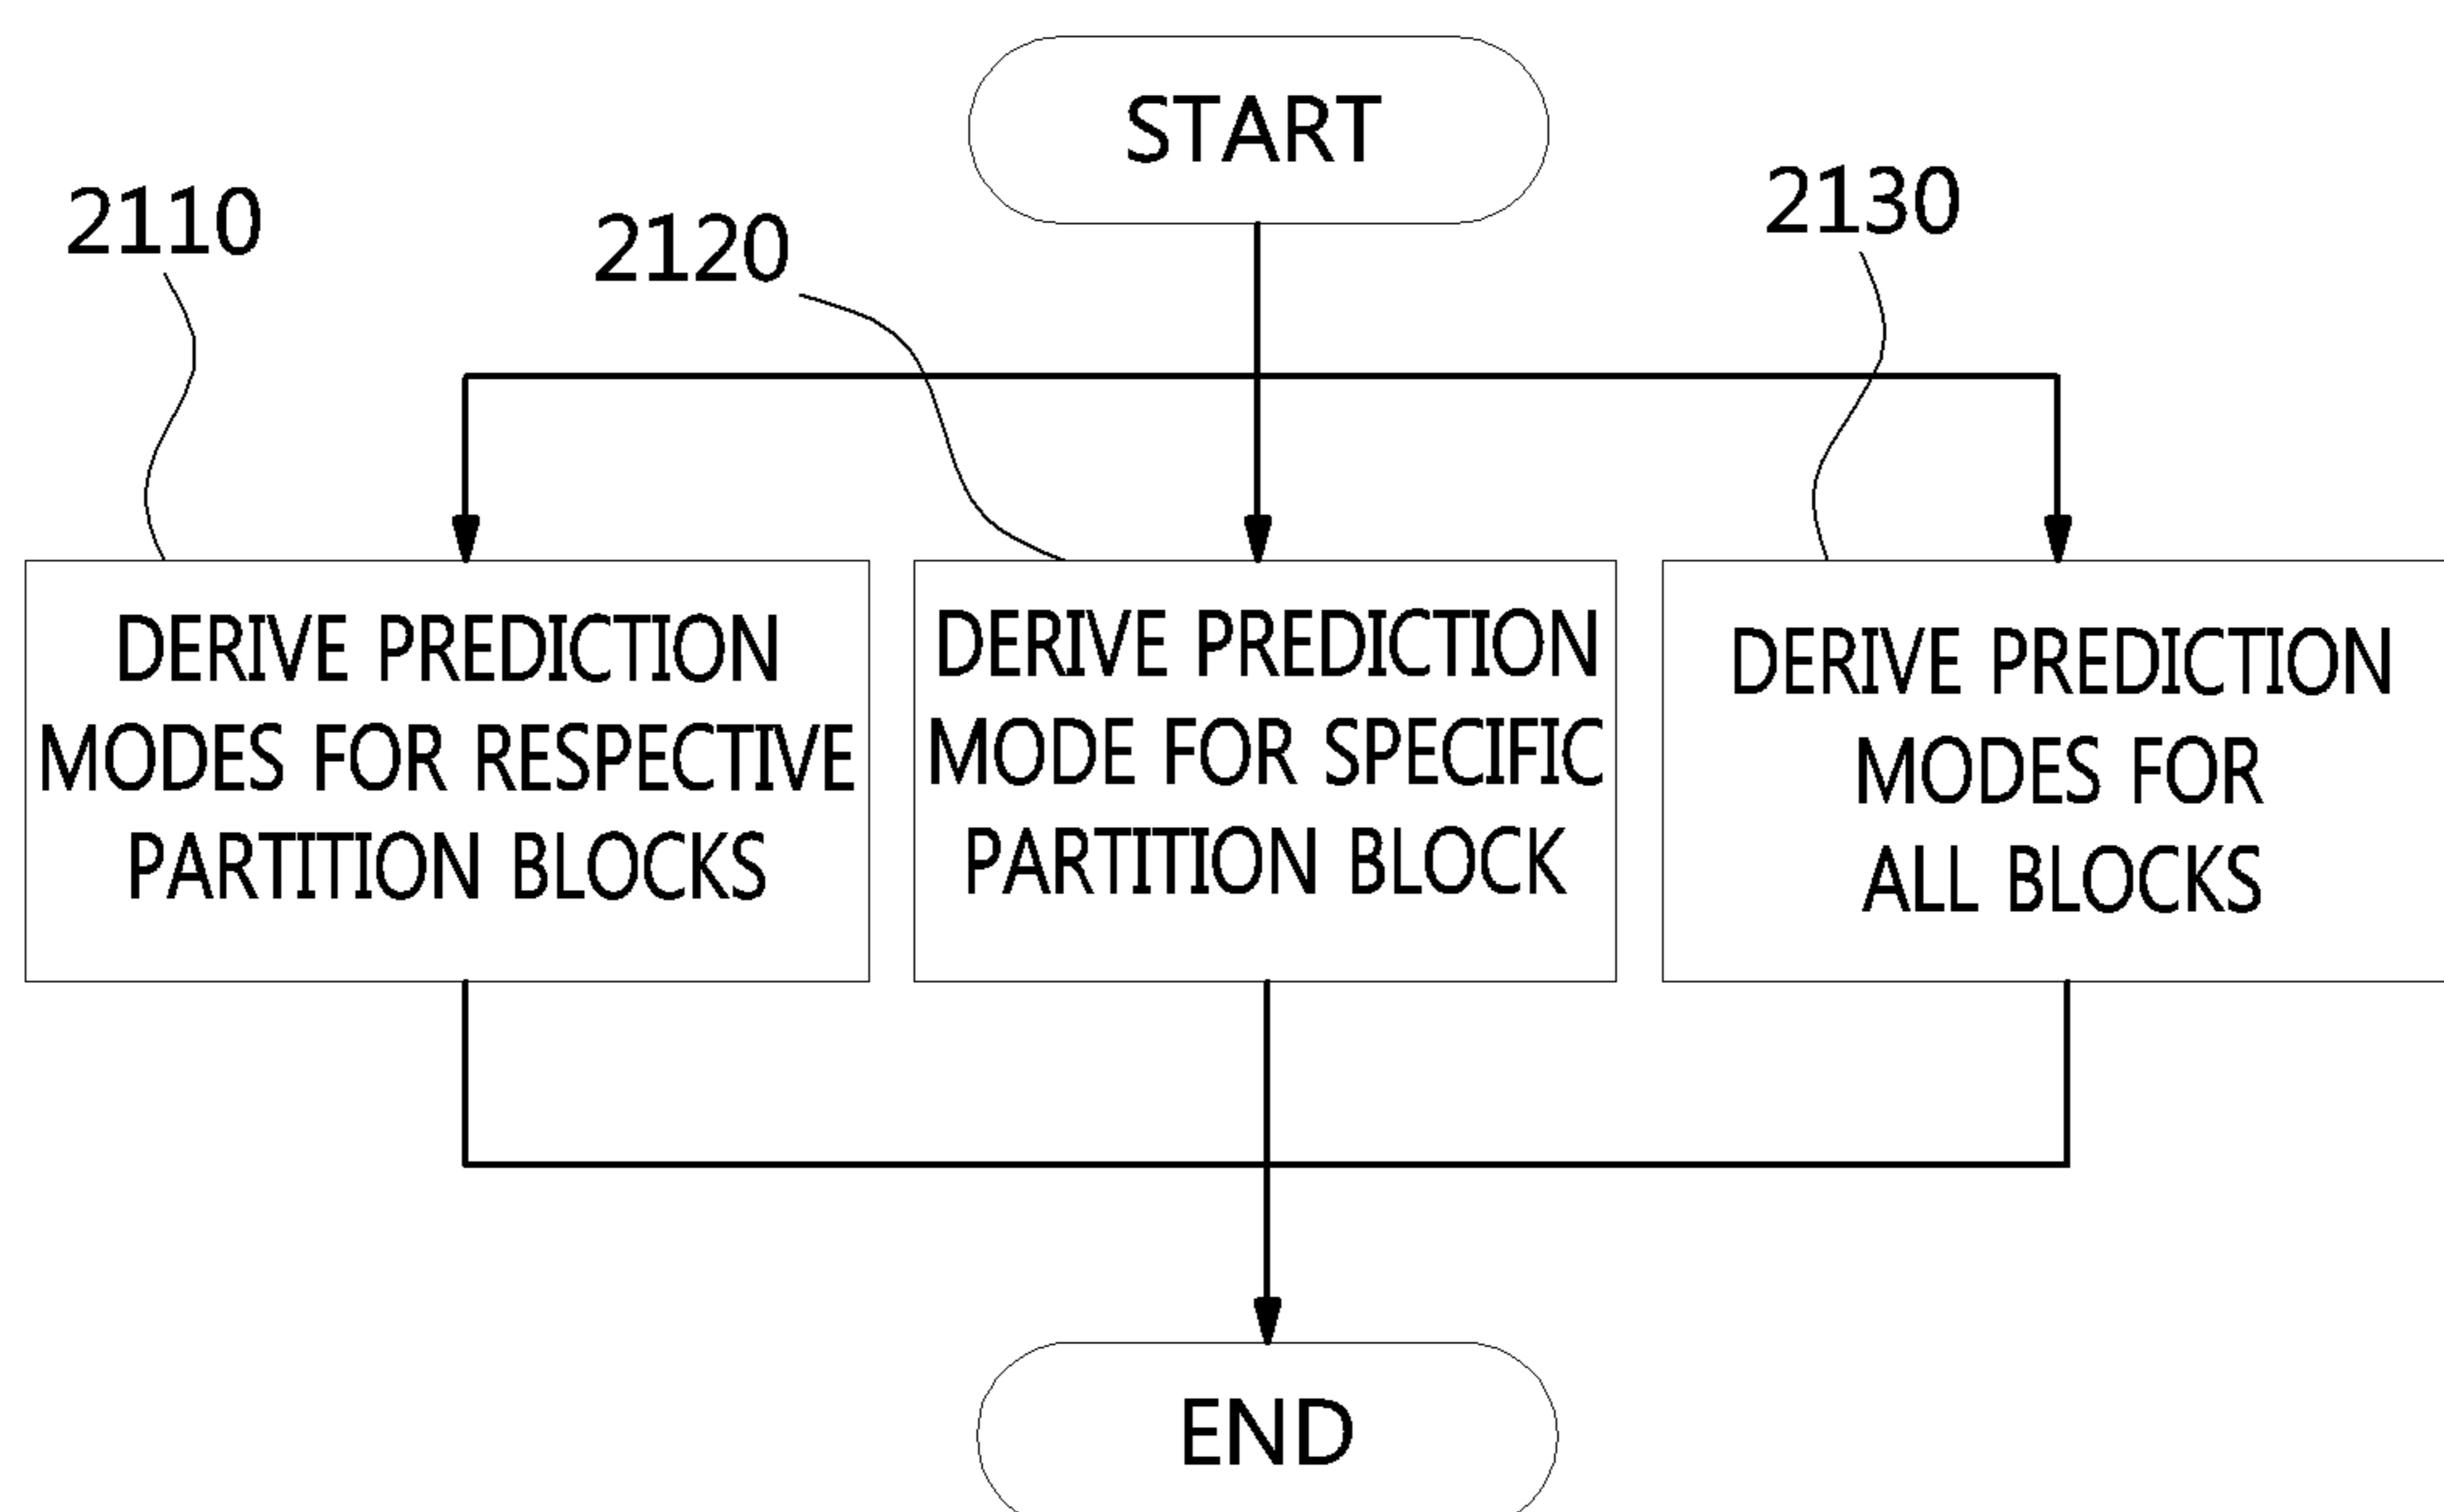 START
2110
2120
2130
DERIVE PREDICTION
MODES FOR RESPECTIVE
PARTITION BLOCKS
DERIVE PREDICTION
MODE FOR SPECIFIC
PARTITION BLOCK
DERIVE PREDICTION
MODES FOR
ALL BLOCKS
END